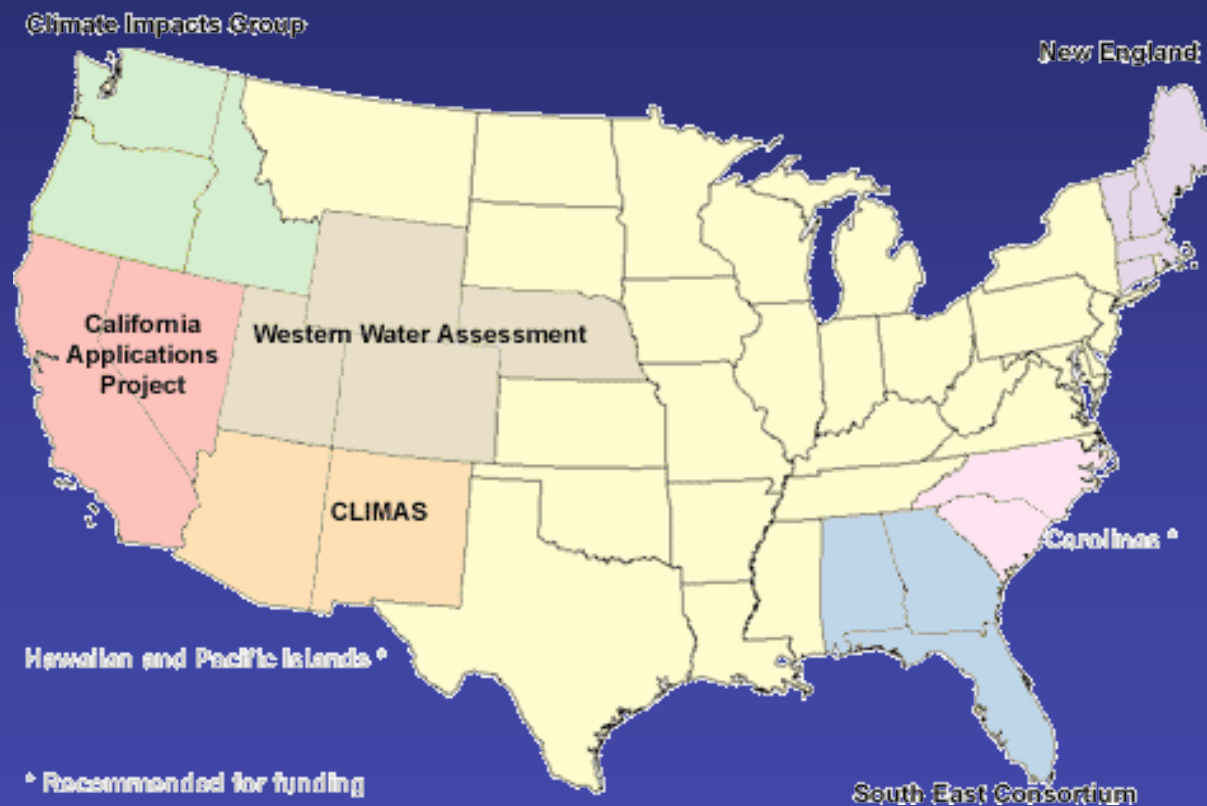 Climate Impacts Group
New England
California
Applications
Project
Western Water Assessment
CLIMAS
Carolinas *
Hawaiian and Pacific Islands *
* Recommended for funding
South East Consortium